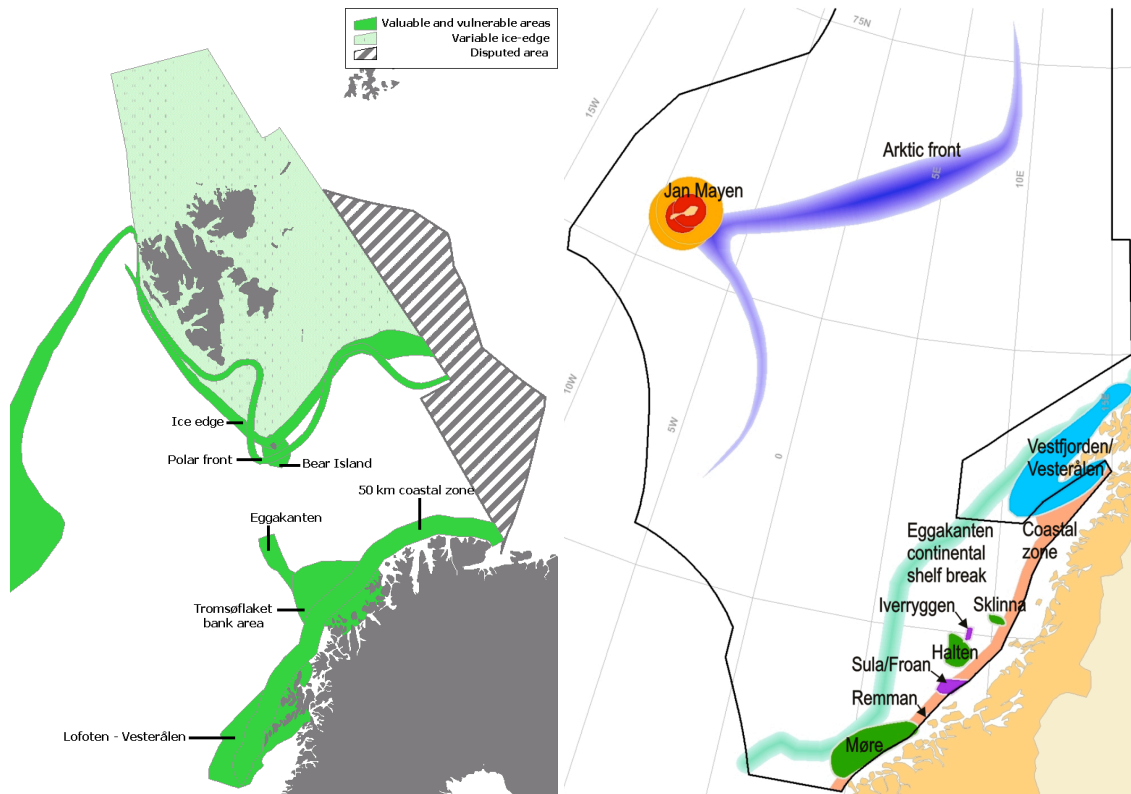 Valuable and vulnerable areas
Variable ice-edge
Disputed area
Ice edge
Polar front
Bear Island
50 km coastal zone
Eggakanten
Tromsøflaket
bank area
Lofoten - Vesterålen
75N
15W
Arktic front
5E
10E
Jan Mayen
10W
5W
0
Vestfjorden/
Vesterålen
Eggakanten
continental
shelf break
Coastal
zone
Iverryggen
Sklinna
Halten
Sula/Froan
Remman
Møre